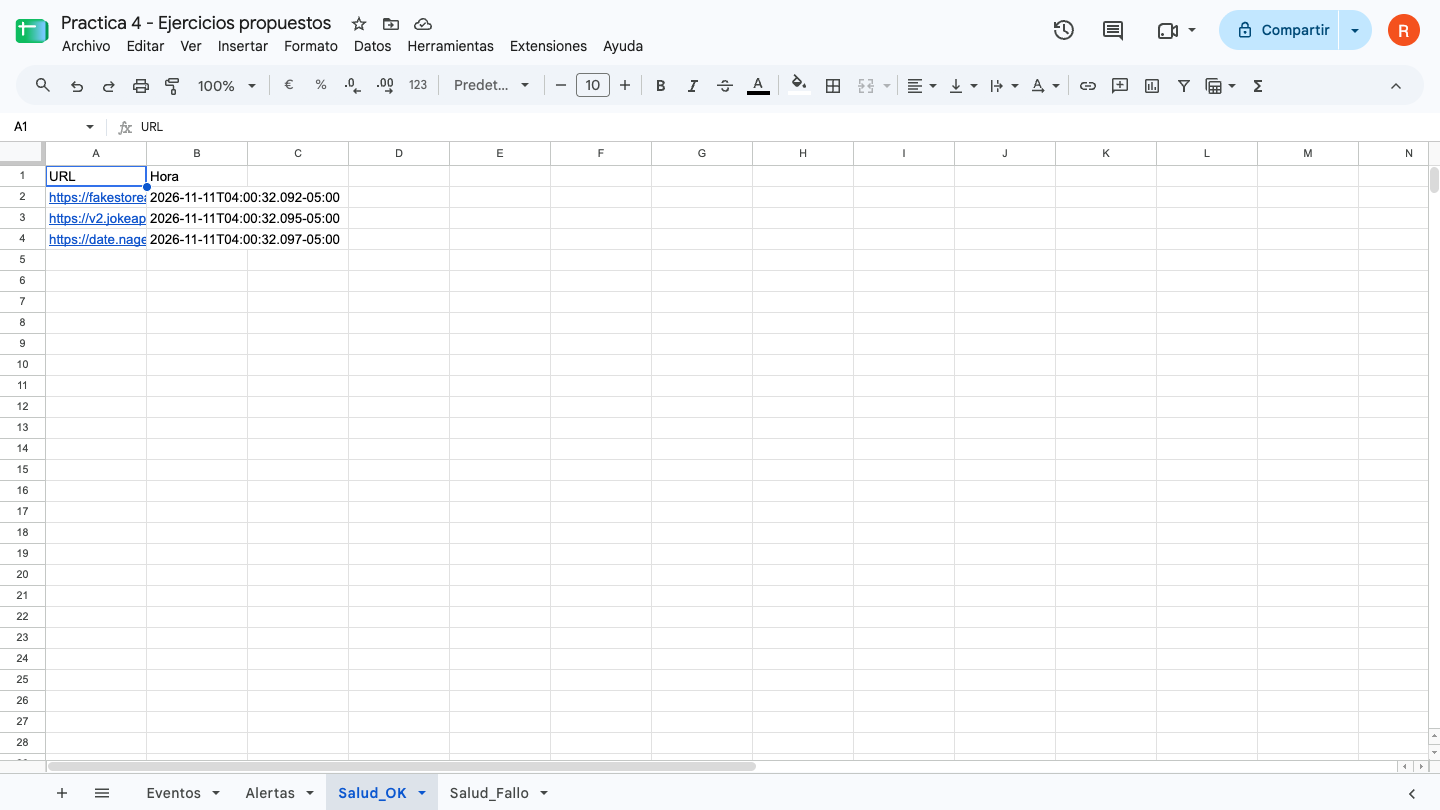 Practica 4 - Ejercicios propuestos
Archivo Editar Ver Insertar Formato Datos Herramientas Extensiones Ayuda
Compartir
R
100% € % .0 .00 123 Predet... 10 B I S A Σ
A1 fx URL
A B C D E F G H I J K L M N
1 URL Hora
2 https://fakestorea 2026-11-11T04:00:32.092-05:00
3 https://v2.jokeap 2026-11-11T04:00:32.095-05:00
4 https://date.nage 2026-11-11T04:00:32.097-05:00
5
6
7
8
9
10
11
12
13
14
15
16
17
18
19
20
21
22
23
24
25
26
27
28
Eventos Alertas Salud_OK Salud_Fallo